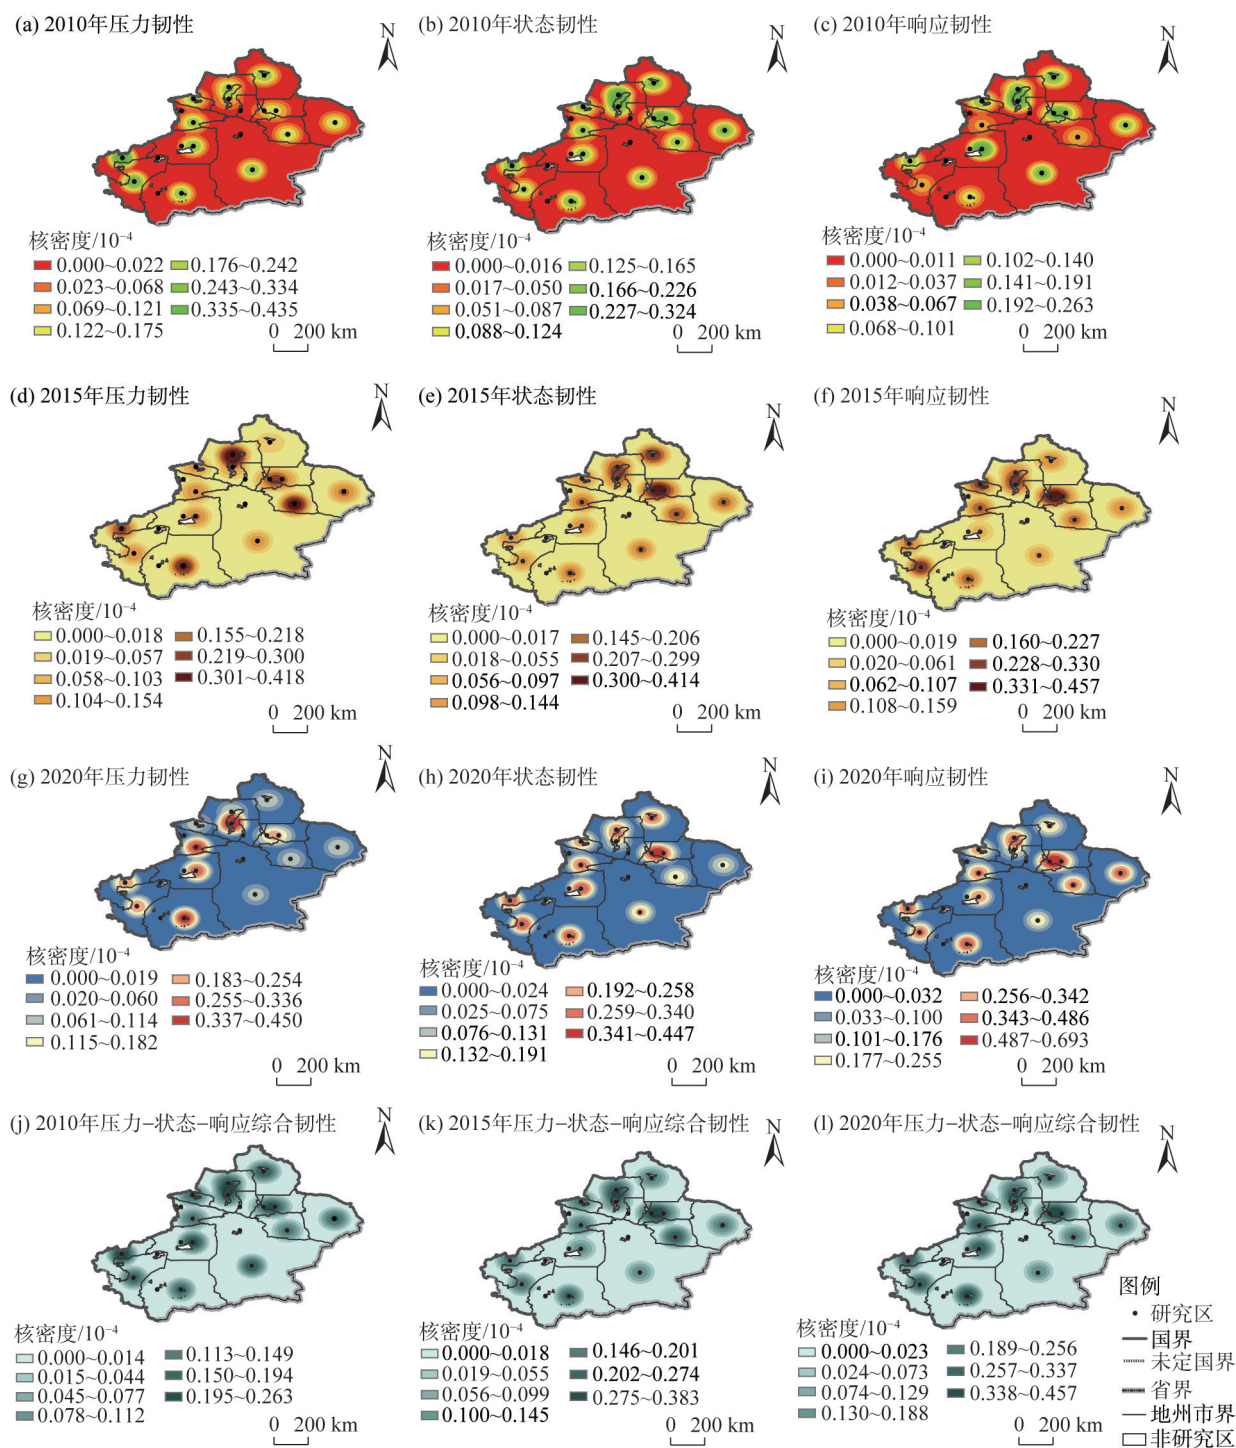 (a) 2010年压力韧性
N
(b) 2010年状态韧性
N
(c) 2010年响应韧性
N
核密度/10⁻⁴
0.000~0.022
0.176~0.242
0.023~0.068
0.243~0.334
0.069~0.121
0.335~0.435
0.122~0.175
0 200 km
核密度/10⁻⁴
0.000~0.016
0.125~0.165
0.017~0.050
0.166~0.226
0.051~0.087
0.227~0.324
0.088~0.124
0 200 km
核密度/10⁻⁴
0.000~0.011
0.102~0.140
0.012~0.037
0.141~0.191
0.038~0.067
0.192~0.263
0.068~0.101
0 200 km
(d) 2015年压力韧性
N
(e) 2015年状态韧性
N
(f) 2015年响应韧性
N
核密度/10⁻⁴
0.000~0.018
0.155~0.218
0.019~0.057
0.219~0.300
0.058~0.103
0.301~0.418
0.104~0.154
0 200 km
核密度/10⁻⁴
0.000~0.017
0.145~0.206
0.018~0.055
0.207~0.299
0.056~0.097
0.300~0.414
0.098~0.144
0 200 km
核密度/10⁻⁴
0.000~0.019
0.160~0.227
0.020~0.061
0.228~0.330
0.062~0.107
0.331~0.457
0.108~0.159
0 200 km
(g) 2020年压力韧性
N
(h) 2020年状态韧性
N
(i) 2020年响应韧性
N
核密度/10⁻⁴
0.000~0.019
0.183~0.254
0.020~0.060
0.255~0.336
0.061~0.114
0.337~0.450
0.115~0.182
0 200 km
核密度/10⁻⁴
0.000~0.024
0.192~0.258
0.025~0.075
0.259~0.340
0.076~0.131
0.341~0.447
0.132~0.191
0 200 km
核密度/10⁻⁴
0.000~0.032
0.256~0.342
0.033~0.100
0.343~0.486
0.101~0.176
0.487~0.693
0.177~0.255
0 200 km
(j) 2010年压力–状态–响应综合韧性
N
(k) 2015年压力–状态–响应综合韧性
N
(l) 2020年压力–状态–响应综合韧性
N
核密度/10⁻⁴
0.000~0.014
0.113~0.149
0.015~0.044
0.150~0.194
0.045~0.077
0.195~0.263
0.078~0.112
0 200 km
核密度/10⁻⁴
0.000~0.018
0.146~0.201
0.019~0.055
0.202~0.274
0.056~0.099
0.275~0.383
0.100~0.145
0 200 km
核密度/10⁻⁴
0.000~0.023
0.189~0.256
0.024~0.073
0.257~0.337
0.074~0.129
0.338~0.457
0.130~0.188
0 200 km
图例
研究区
国界
未定国界
省界
地州市界
非研究区